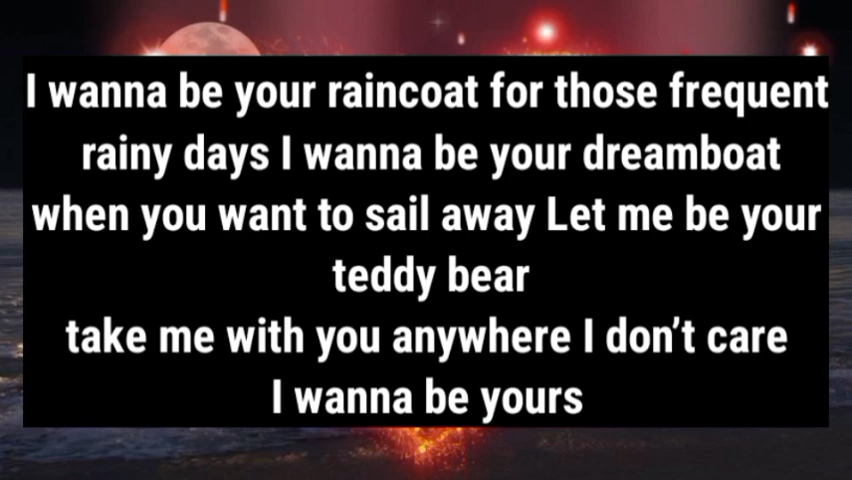 I wanna be your raincoat for those frequent
rainy days I wanna be your dreamboat
when you want to sail away Let me be your
teddy bear
take me with you anywhere I don’t care
I wanna be yours